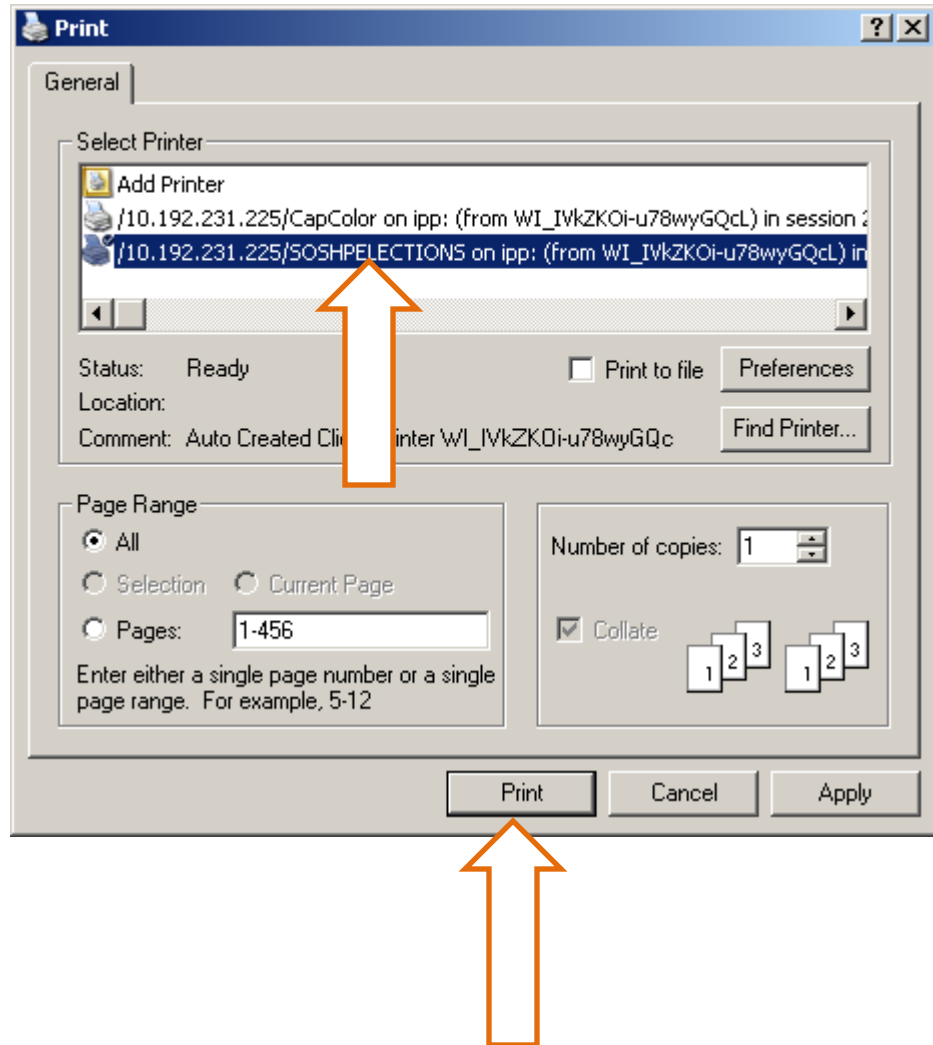 Print
General
Select Printer
Add Printer
/10.192.231.225/CapColor on ipp: (from WI_IVkZKOi-u78wyGQcL) in session
/10.192.231.225/SOSHPELECTIONS on ipp: (from WI_IVkZKOi-u78wyGQcL) in
Status: Ready
Print to file
Preferences
Location:
Comment: Auto Created Printer WI_IVkZKOi-u78wyGQc
Find Printer...
Page Range
All
Number of copies: 1
Selection Current Page
Pages: 1-456
Collate
1 2 3 1 2 3
Enter either a single page number or a single
page range. For example, 5-12
Print Cancel Apply